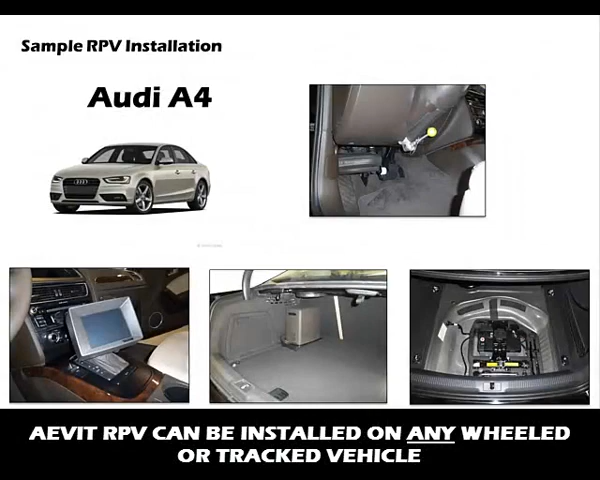 Sample RPV Installation
Audi A4
AEVIT RPV CAN BE INSTALLED ON ANY WHEELED
OR TRACKED VEHICLE